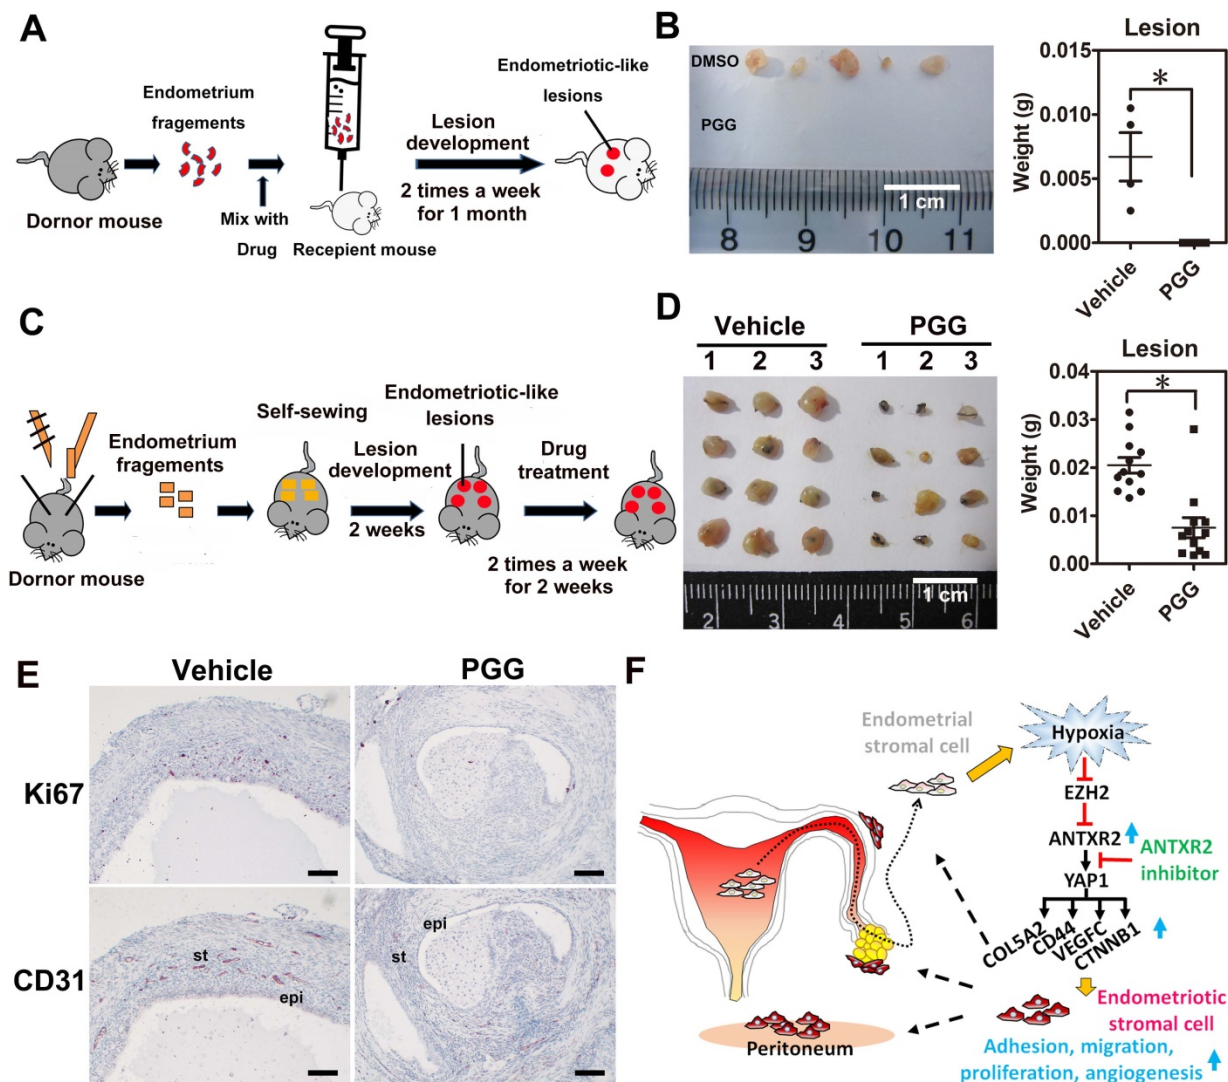 A
Endometrium
fragements
Dornor mouse
Mix with
Drug
Recepient mouse
Lesion
development
2 times a week
for 1 month
Endometriotic-like
lesions
B
DMSO
PGG
1 cm
8 9 10 11
Lesion
Weight (g)
0.015
0.010
0.005
0.000
*
Vehicle
PGG
C
Dornor mouse
Endometrium
fragements
Self-sewing
Lesion
development
2 weeks
Endometriotic-like
lesions
Drug
treatment
2 times a week
for 2 weeks
D
Vehicle PGG
1 2 3 1 2 3
1 cm
2 3 4 5 6
Lesion
Weight (g)
0.04
0.03
0.02
0.01
0.00
*
Vehicle
PGG
E
Vehicle PGG
Ki67
CD31
st
epi
epi
st
F
Endometrial
stromal cell
Hypoxia
EZH2
ANTXR2
ANTXR2
inhibitor
YAP1
COL5A2
CD44
VEGFC
CTNNB1
Endometriotic
stromal cell
Adhesion, migration,
proliferation, angiogenesis
Peritoneum